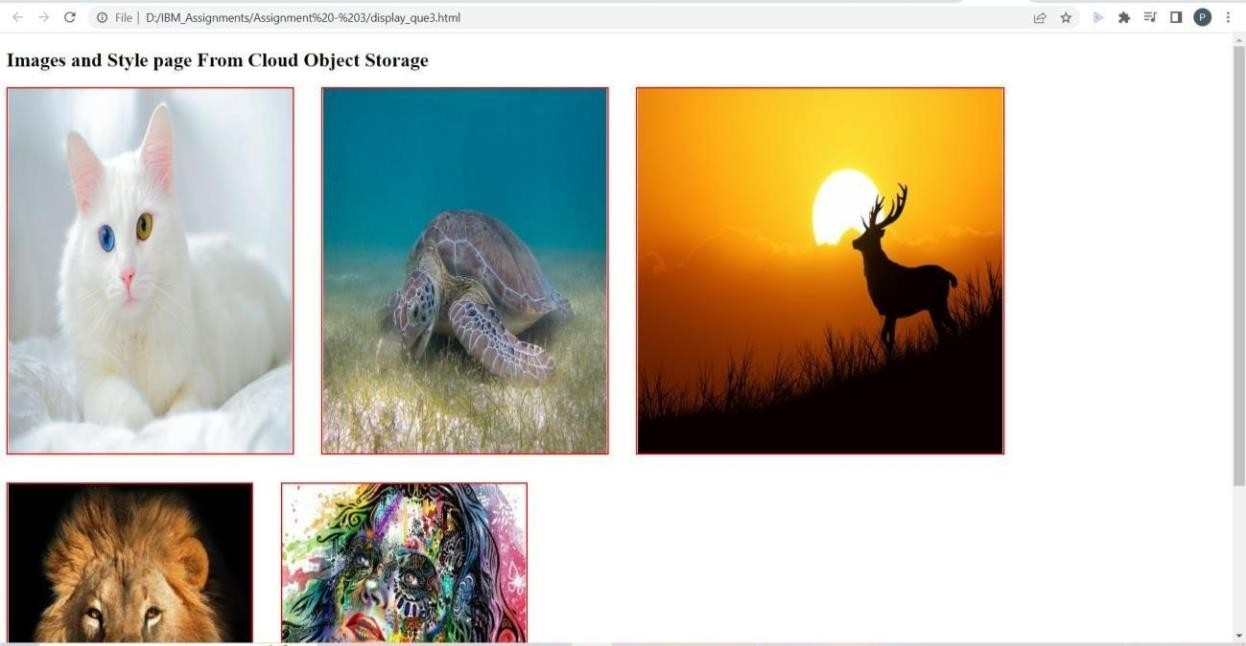 File | D:/IBM_Assignments/Assignment%20-%203/display_que3.html
P
Images and Style page From Cloud Object Storage